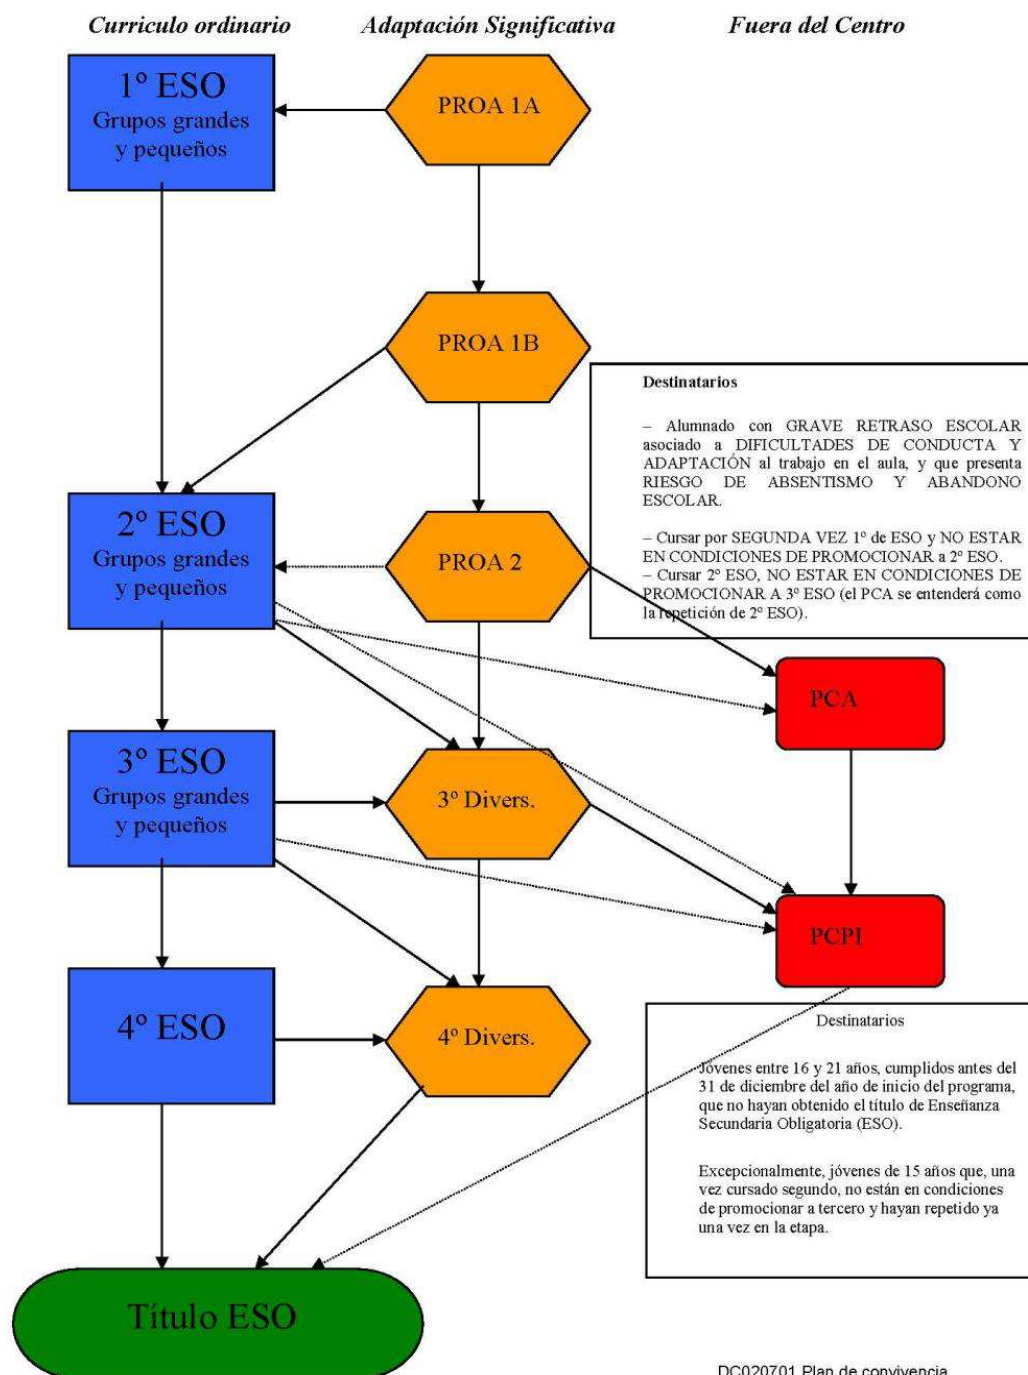 Curriculo ordinario
Adaptación Significativa
Fuera del Centro
1º ESO
Grupos grandes
y pequeños
PROA 1A
PROA 1B
Destinatarios
– Alumnado con GRAVE RETRASO ESCOLAR
asociado a DIFICULTADES DE CONDUCTA Y
ADAPTACIÓN al trabajo en el aula, y que presenta
RIESGO DE ABSENTISMO Y ABANDONO
ESCOLAR.
– Cursar por SEGUNDA VEZ 1º de ESO y NO ESTAR
EN CONDICIONES DE PROMOCIONAR a 2º ESO.
– Cursar 2º ESO, NO ESTAR EN CONDICIONES DE
PROMOCIONAR A 3º ESO (el PCA se entenderá como
la repetición de 2º ESO).
2º ESO
Grupos grandes
y pequeños
PROA 2
PCA
3º ESO
Grupos grandes
y pequeños
3º Divers.
PCPI
4º ESO
4º Divers.
Destinatarios
Jóvenes entre 16 y 21 años, cumplidos antes del
31 de diciembre del año de inicio del programa,
que no hayan obtenido el título de Enseñanza
Secundaria Obligatoria (ESO).
Excepcionalmente, jóvenes de 15 años que, una
vez cursado segundo, no están en condiciones
de promocionar a tercero y hayan repetido ya
una vez en la etapa.
Título ESO
DC020701 Plan de convivencia